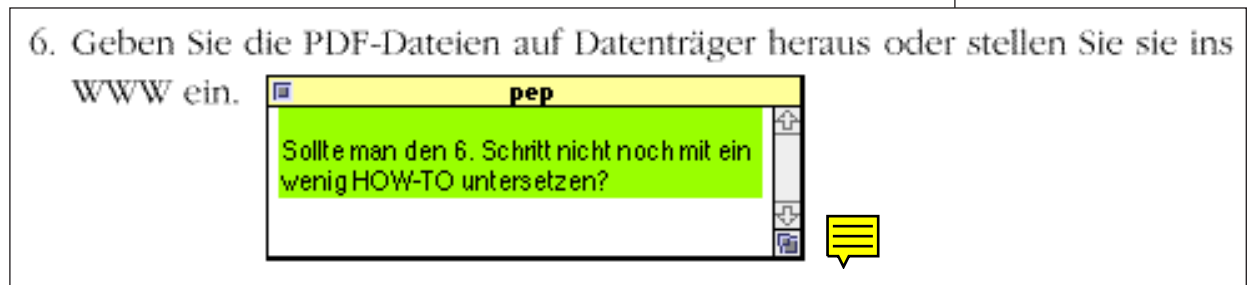 6. Geben Sie die PDF-Dateien auf Datenträger heraus oder stellen Sie sie ins
WWW ein.
pep
Sollte man den 6. Schritt nicht noch mit ein
wenig HOW-TO untersetzen?